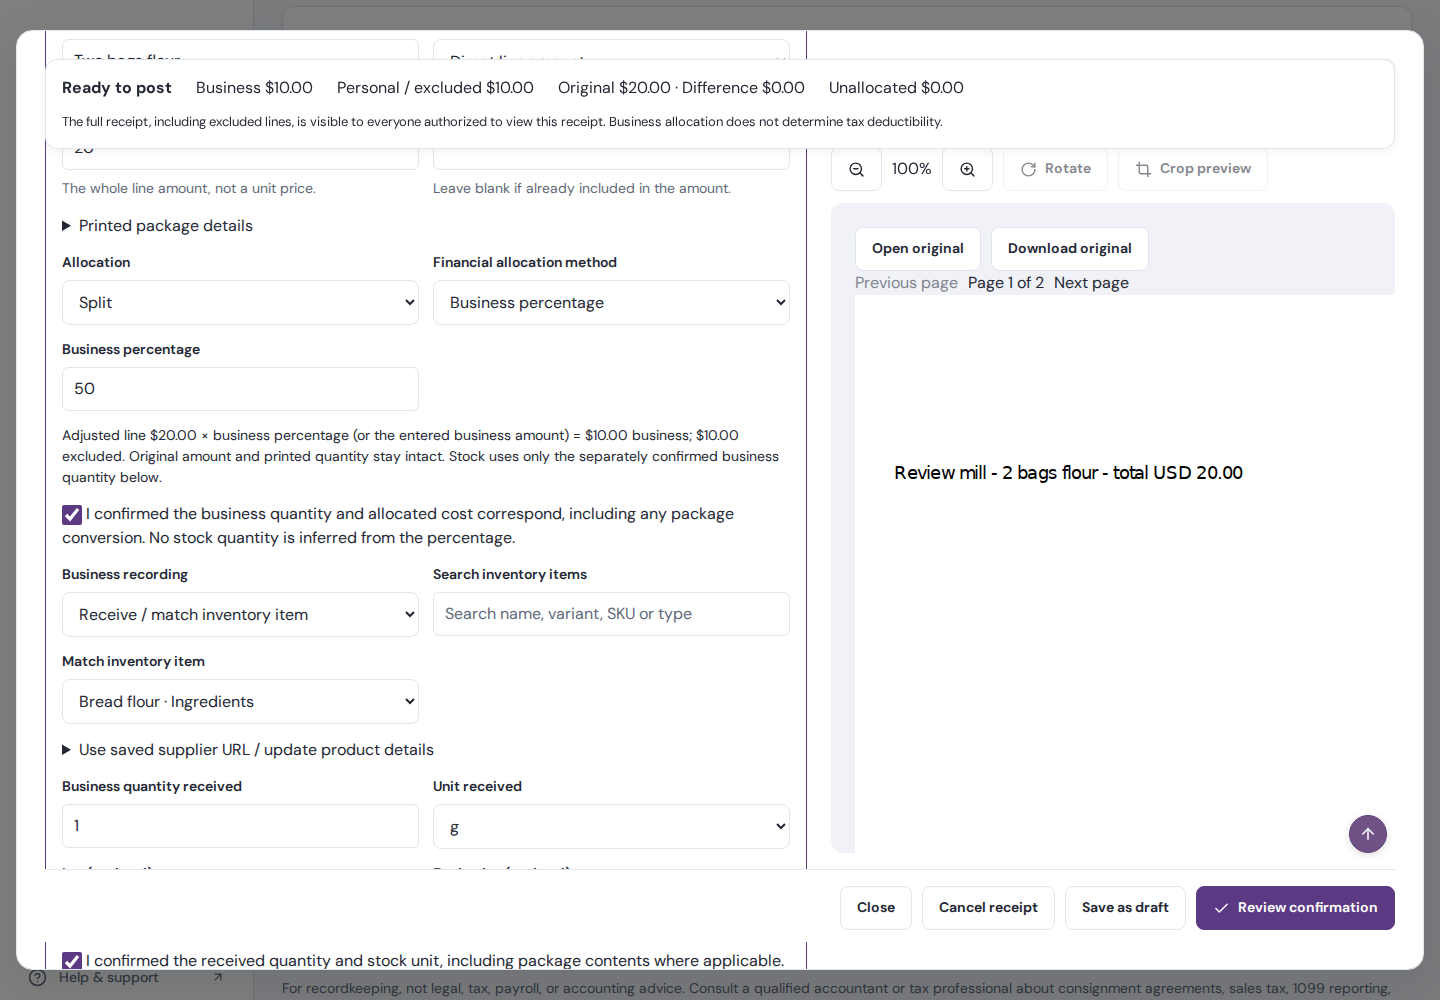 Two bags flour
Direct line amount
Ready to post Business $10.00 Personal / excluded $10.00 Original $20.00 · Difference $0.00 Unallocated $0.00
The full receipt, including excluded lines, is visible to everyone authorized to view this receipt. Business allocation does not determine tax deductibility.
20
The whole line amount, not a unit price.
Leave blank if already included in the amount.
Printed package details
Allocation
Financial allocation method
Split
Business percentage
Business percentage
50
Adjusted line $20.00 × business percentage (or the entered business amount) = $10.00 business; $10.00
excluded. Original amount and printed quantity stay intact. Stock uses only the separately confirmed business
quantity below.
I confirmed the business quantity and allocated cost correspond, including any package
conversion. No stock quantity is inferred from the percentage.
Business recording
Search inventory items
Receive / match inventory item
Search name, variant, SKU or type
Match inventory item
Bread flour · Ingredients
Use saved supplier URL / update product details
Business quantity received
Unit received
1
g
I confirmed the received quantity and stock unit, including package contents where applicable.
100%
Rotate
Crop preview
Open original
Download original
Previous page Page 1 of 2 Next page
Review mill - 2 bags flour - total USD 20.00
Close
Cancel receipt
Save as draft
Review confirmation
Help & support
For recordkeeping, not legal, tax, payroll, or accounting advice. Consult a qualified accountant or tax professional about consignment agreements, sales tax, 1099 reporting,